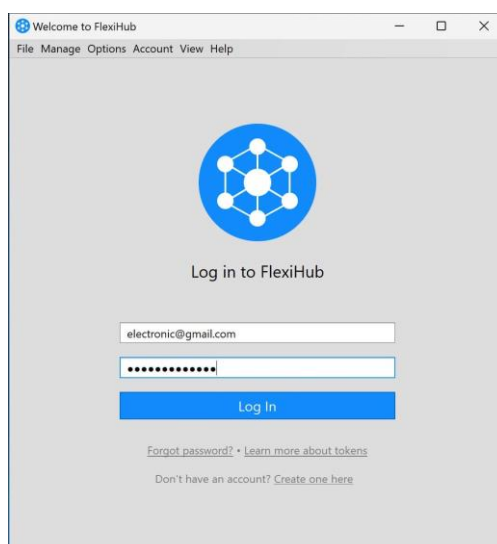 Welcome to FlexiHub
File Manage Options Account View Help
Log in to FlexiHub
electronic@gmail.com
•••••••••••••
Log In
Forgot password? • Learn more about tokens
Don't have an account? Create one here